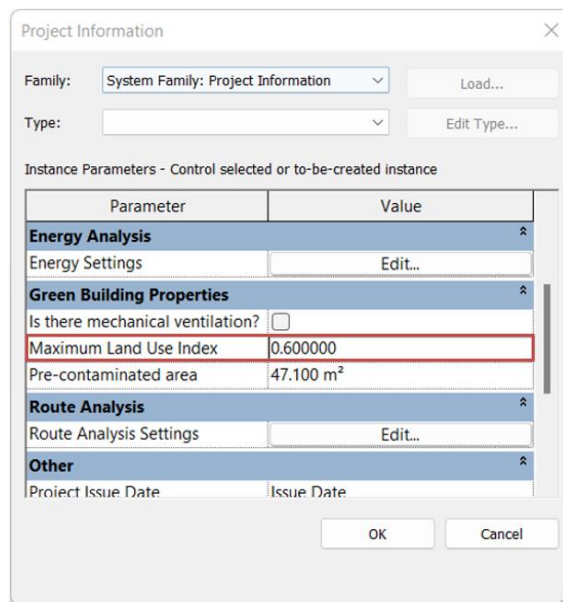 Project Information
Family: System Family: Project Information Load...
Type: Edit Type...
Instance Parameters - Control selected or to-be-created instance
Parameter Value
Energy Analysis
Energy Settings Edit...
Green Building Properties
Is there mechanical ventilation?
Maximum Land Use Index 0.600000
Pre-contaminated area 47.100 m²
Route Analysis
Route Analysis Settings Edit...
Other
Project Issue Date Issue Date
OK Cancel